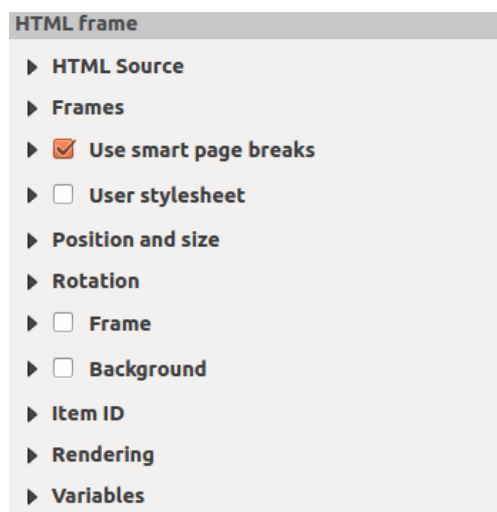 HTML frame
HTML Source
Frames
Use smart page breaks
User stylesheet
Position and size
Rotation
Frame
Background
Item ID
Rendering
Variables